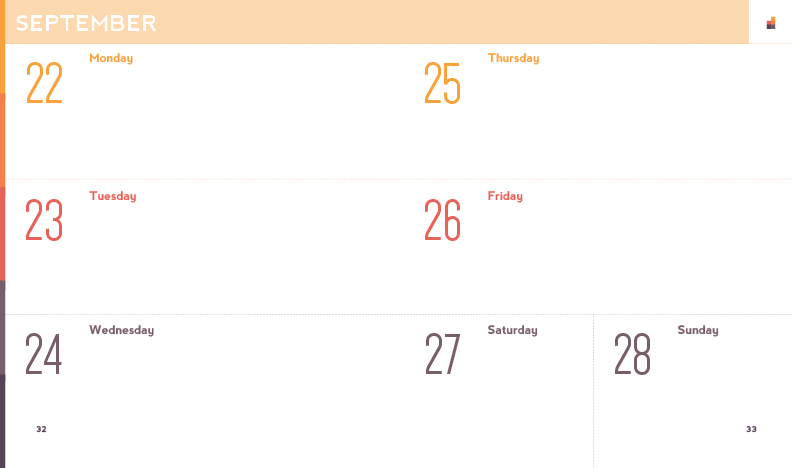 SEPTEMBER
Monday
22
Tuesday
23
Wednesday
24
32
Thursday
25
Friday
26
Saturday
27
Sunday
28
33